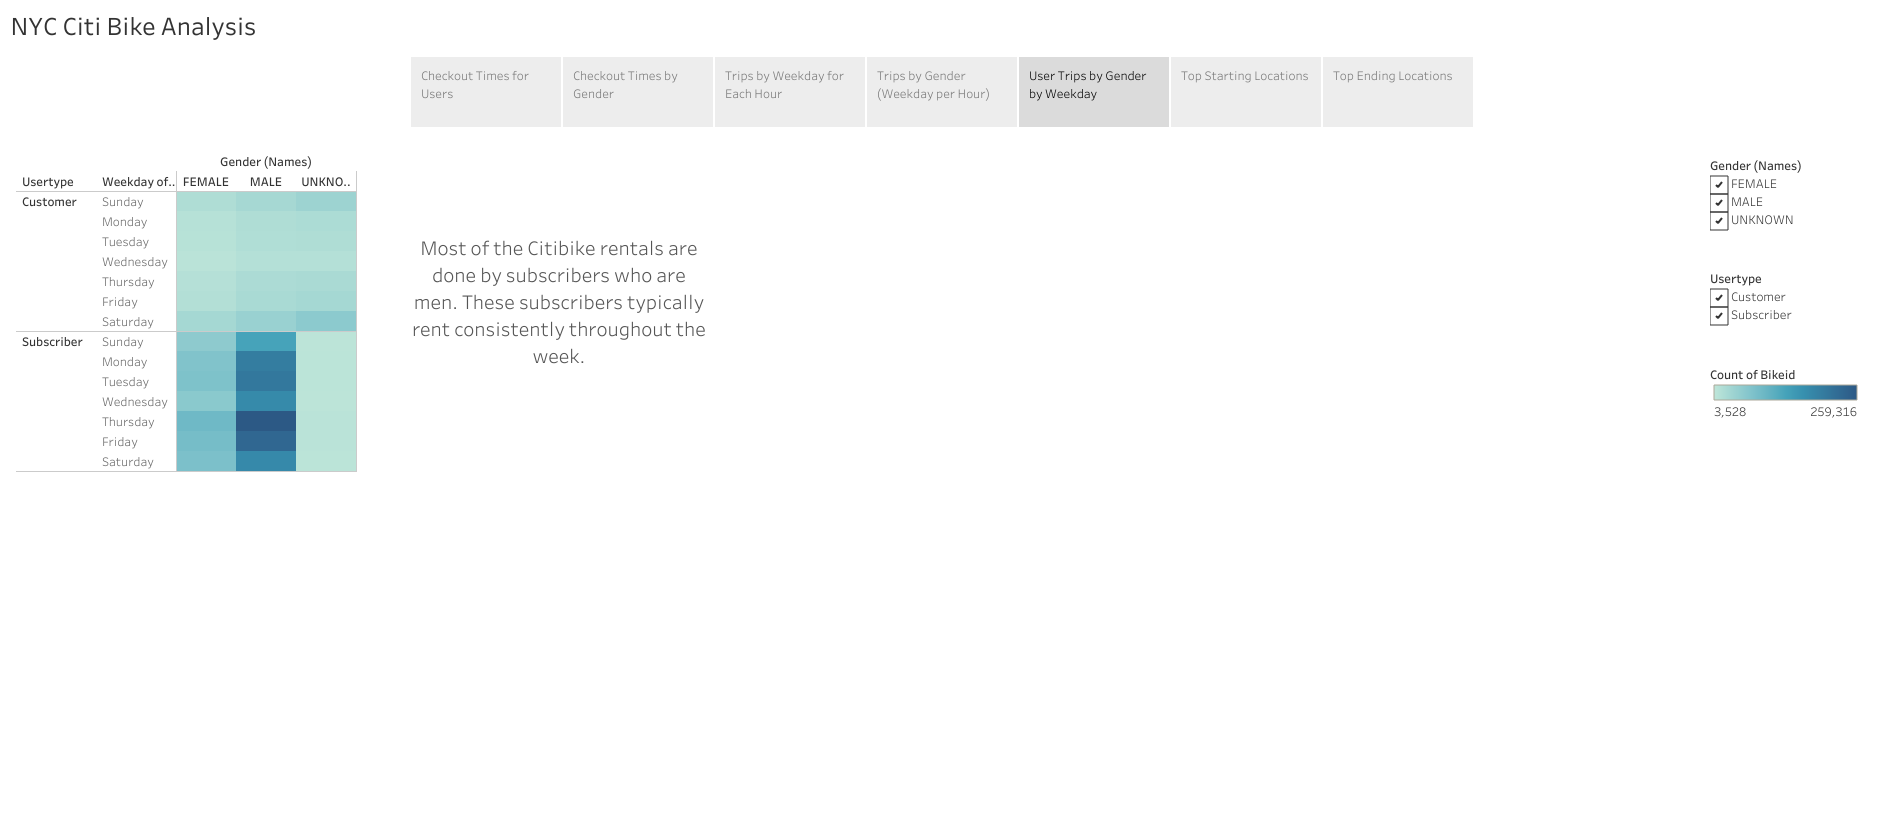 NYC Citi Bike Analysis
Checkout Times for
Users
Checkout Times by
Gender
Trips by Weekday for
Each Hour
Trips by Gender
(Weekday per Hour)
User Trips by Gender
by Weekday
Top Starting Locations
Top Ending Locations
Gender (Names)
Usertype Weekday of.. FEMALE MALE UNKNO..
Customer Sunday
Monday
Tuesday
Wednesday
Thursday
Friday
Saturday
Subscriber Sunday
Monday
Tuesday
Wednesday
Thursday
Friday
Saturday
Most of the Citibike rentals are
done by subscribers who are
men. These subscribers typically
rent consistently throughout the
week.
Gender (Names)
FEMALE
MALE
UNKNOWN
Usertype
Customer
Subscriber
Count of Bikeid
3,528 259,316